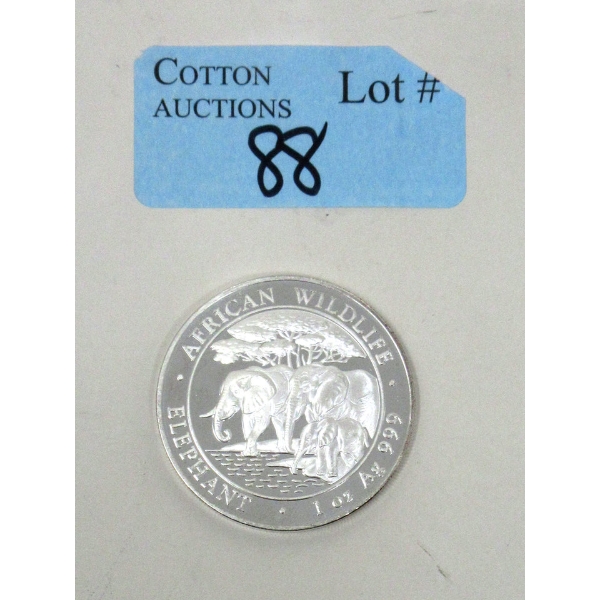 COTTON
AUCTIONS
Lot #
88
AFRICAN WILDLIFE
ELEPHANT
1 oz Ag 999